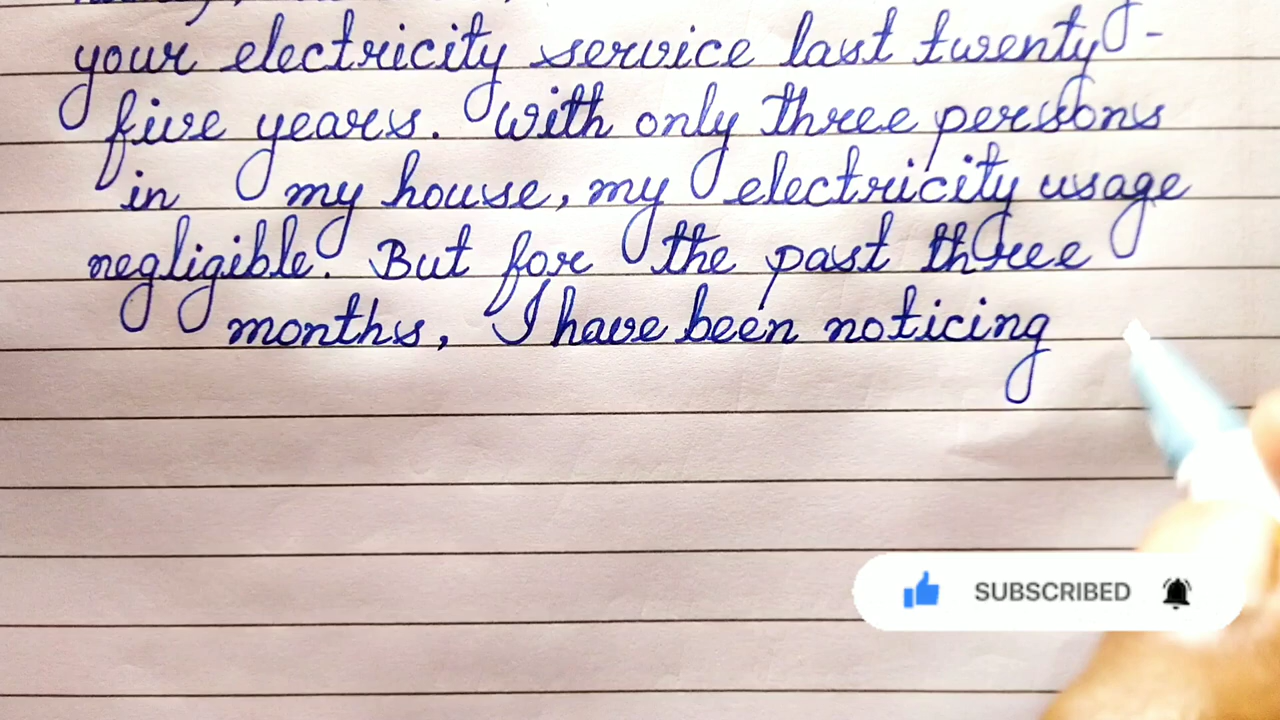 your electricity service last twenty-
five years. With only three persons
in my house, my electricity usage
negligible. But for the past three
months, I have been noticing
SUBSCRIBED